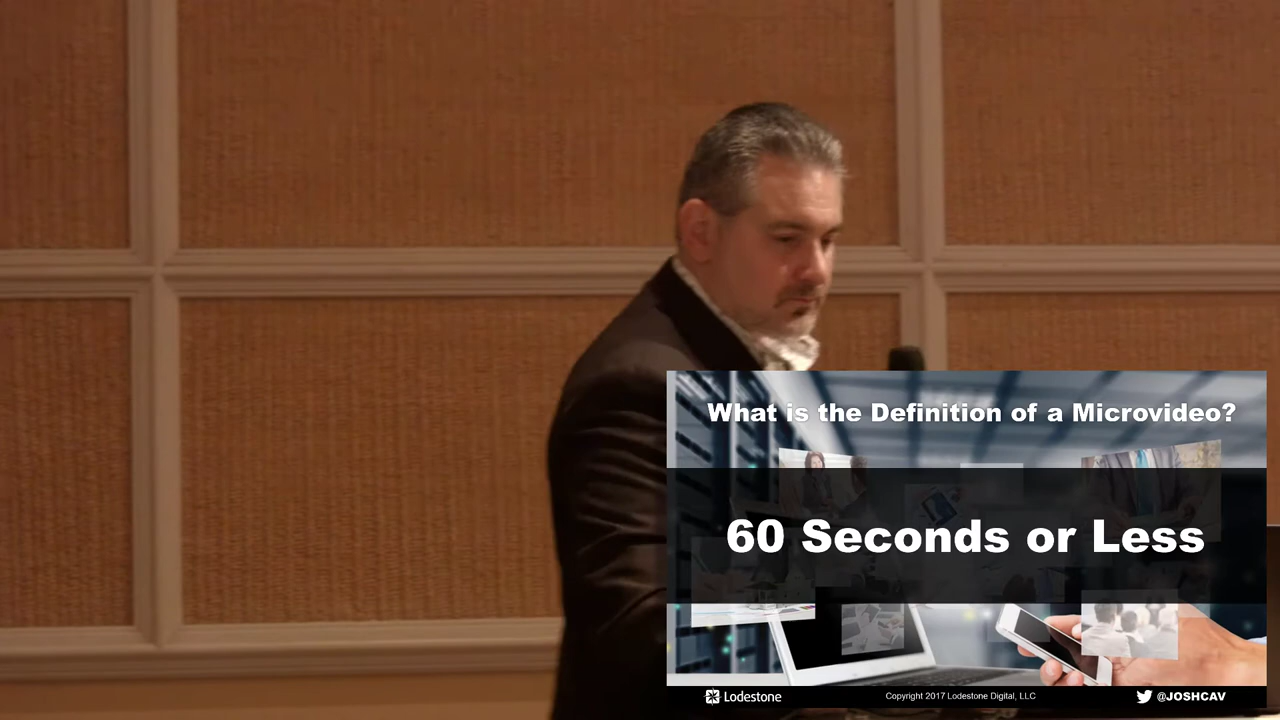 What is the Definition of a Microvideo?
60 Seconds or Less
Lodestone
Copyright 2017 Lodestone Digital, LLC
@JOSHCAV